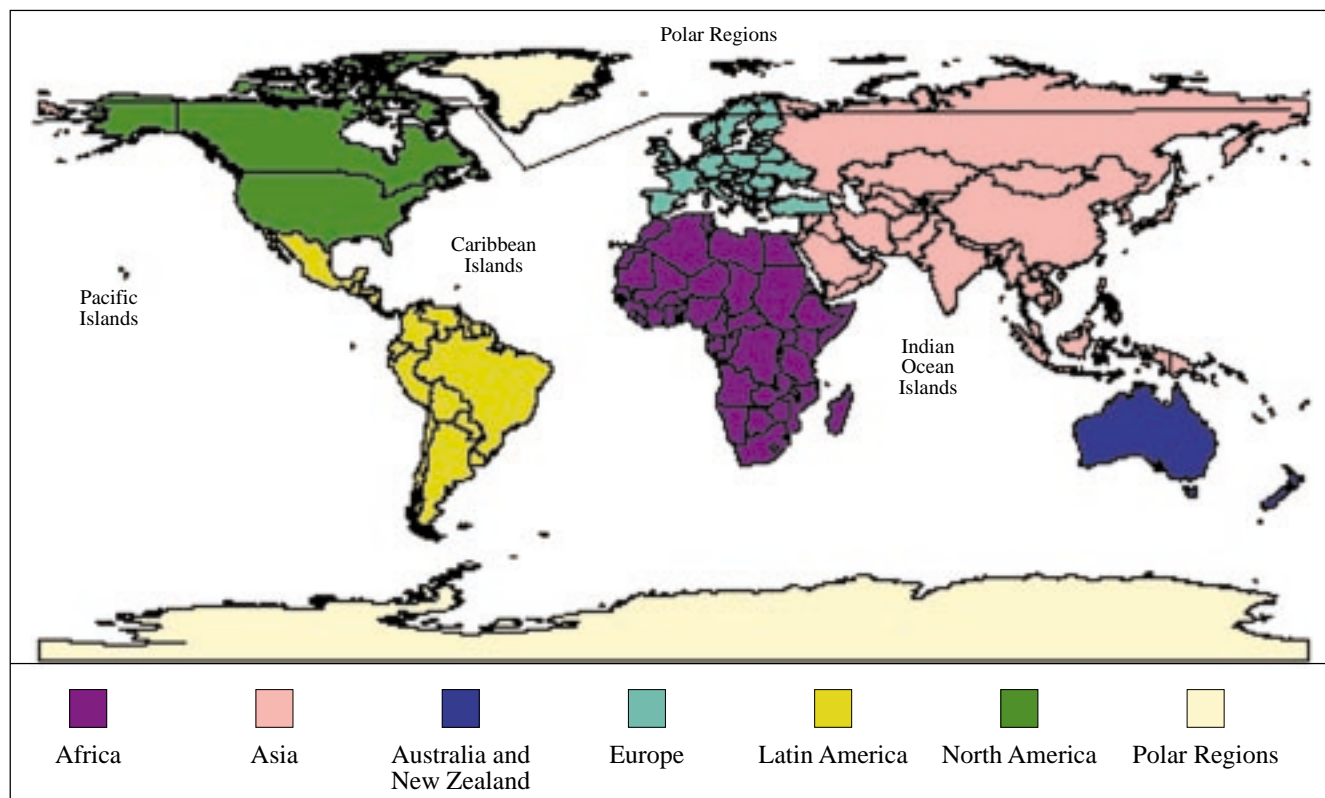 Polar Regions
Caribbean
Islands
Pacific
Islands
Indian
Ocean
Islands
Africa
Asia
Australia and
New Zealand
Europe
Latin America
North America
Polar Regions